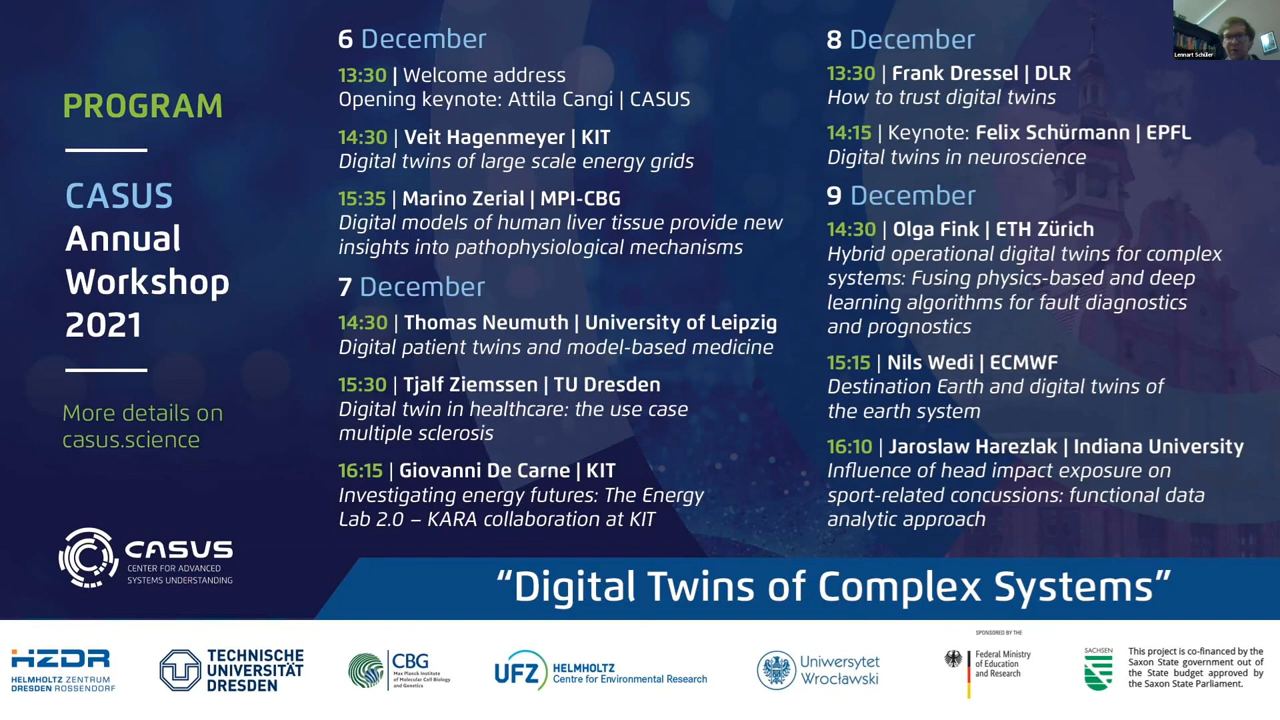 PROGRAM
CASUS
Annual
Workshop
2021
More details on
casus.science
CASUS
CENTER FOR ADVANCED
SYSTEMS UNDERSTANDING
6 December
13:30 | Welcome address
Opening keynote: Attila Cangi | CASUS
14:30 | Veit Hagenmeyer | KIT
Digital twins of large scale energy grids
15:35 | Marino Zerial | MPI-CBG
Digital models of human liver tissue provide new
insights into pathophysiological mechanisms
7 December
14:30 | Thomas Neumuth | University of Leipzig
Digital patient twins and model-based medicine
15:30 | Tjalf Ziemssen | TU Dresden
Digital twin in healthcare: the use case
multiple sclerosis
16:15 | Giovanni De Carne | KIT
Investigating energy futures: The Energy
Lab 2.0 – KARA collaboration at KIT
8 December
13:30 | Frank Dressel | DLR
How to trust digital twins
14:15 | Keynote: Felix Schürmann | EPFL
Digital twins in neuroscience
9 December
14:30 | Olga Fink | ETH Zürich
Hybrid operational digital twins for complex
systems: Fusing physics-based and deep
learning algorithms for fault diagnostics
and prognostics
15:15 | Nils Wedi | ECMWF
Destination Earth and digital twins of
the earth system
16:10 | Jaroslaw Harezlak | Indiana University
Influence of head impact exposure on
sport-related concussions: functional data
analytic approach
Lennart Schüler
“Digital Twins of Complex Systems”
HZDR
HELMHOLTZ ZENTRUM
DRESDEN ROSSENDORF
TECHNISCHE
UNIVERSITÄT
DRESDEN
CBG
Max Planck Institute
of Molecular Cell Biology
and Genetics
UFZ
HELMHOLTZ
Centre for Environmental Research
Uniwersytet
Wrocławski
SPONSORED BY THE
Federal Ministry
of Education
and Research
SACHSEN
This project is co-financed by the
Saxon State government out of
the State budget approved by
the Saxon State Parliament.